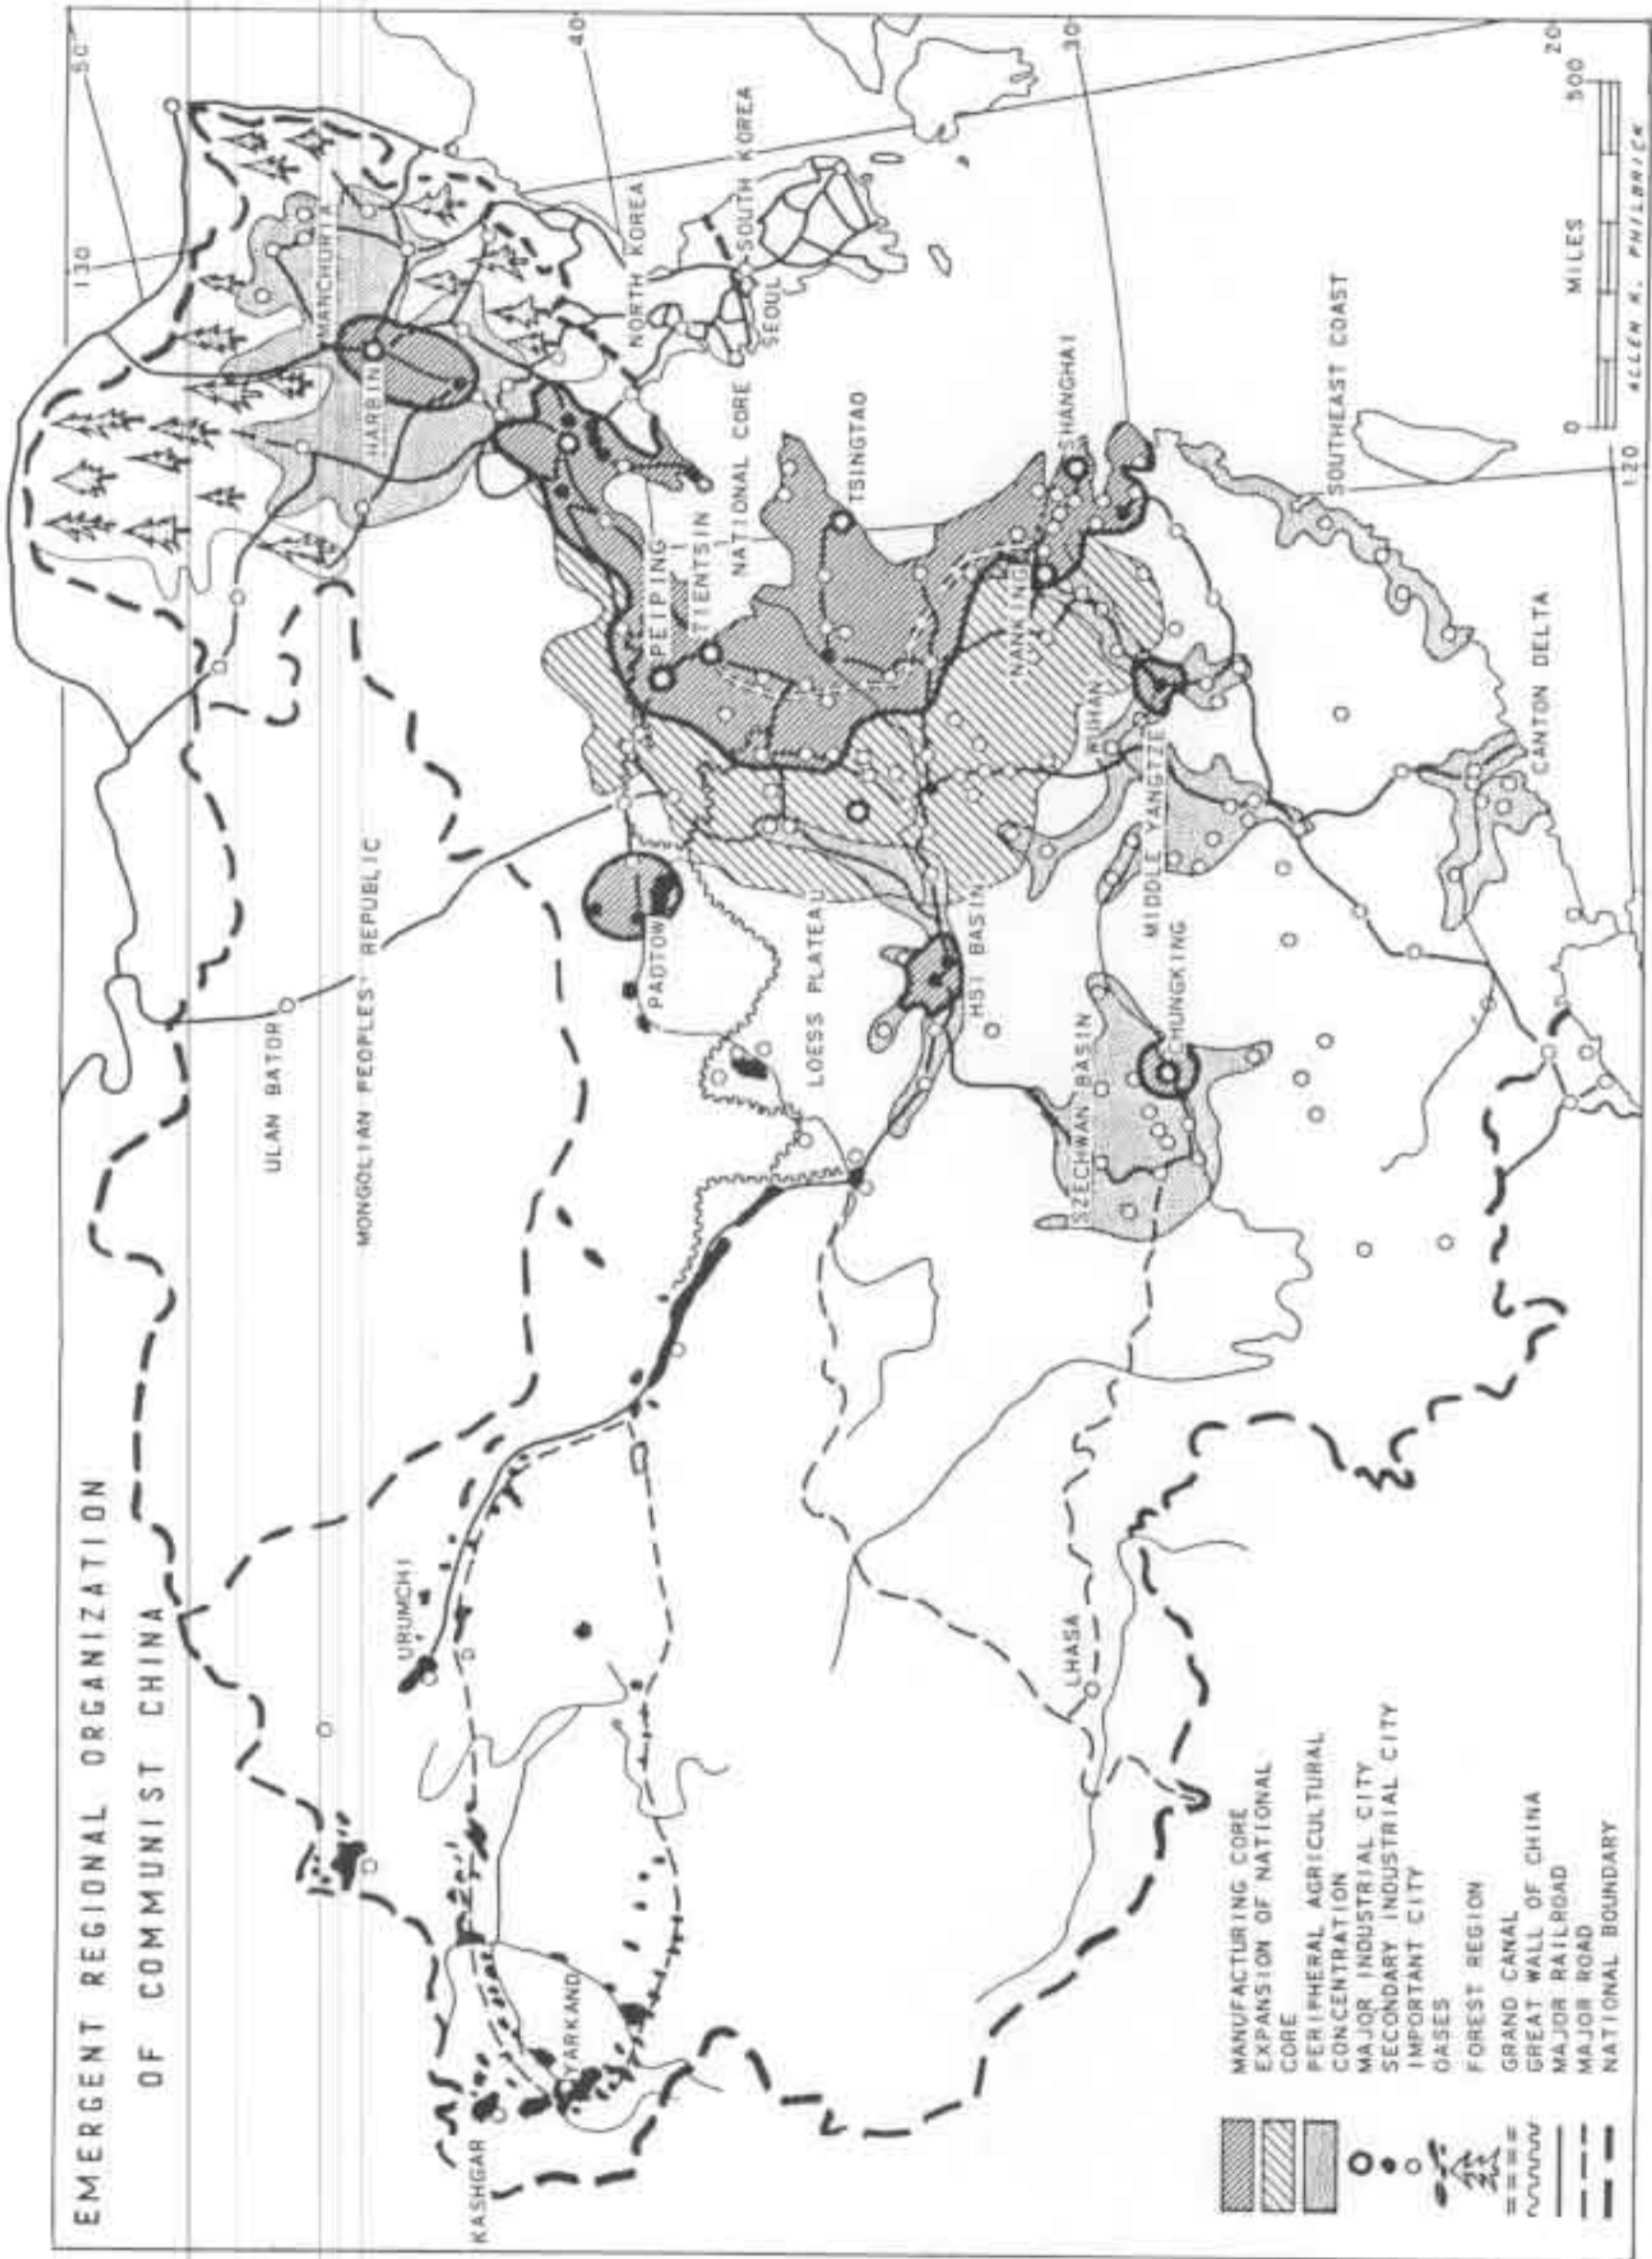 EMERGENT REGIONAL ORGANIZATION
OF COMMUNIST CHINA
50
130
40
30
20
120
MANCHURIA
HARBIN
NORTH KOREA
SOUTH KOREA
SEOUL
ULAN BATOR
MONGOLIAN PEOPLES' REPUBLIC
PEIPING
TIENTSIN
NATIONAL CORE
TSINGTAO
SHANGHAI
NANKING
WUHAN
MIDDLE YANGTZE
PAOTOW
LOESS PLATEAU
HSI BASIN
SZECHWAN BASIN
CHUNGKING
SOUTHEAST COAST
CANTON DELTA
URUMCHI
KASHGAR
YARKAND
LHASA
MANUFACTURING CORE
EXPANSION OF NATIONAL
CORE
PERIPHERAL AGRICULTURAL
CONCENTRATION
MAJOR INDUSTRIAL CITY
SECONDARY INDUSTRIAL CITY
IMPORTANT CITY
OASES
FOREST REGION
GRAND CANAL
GREAT WALL OF CHINA
MAJOR RAILROAD
MAJOR ROAD
NATIONAL BOUNDARY
0 MILES 500
ALLEN K. PHILBRICK